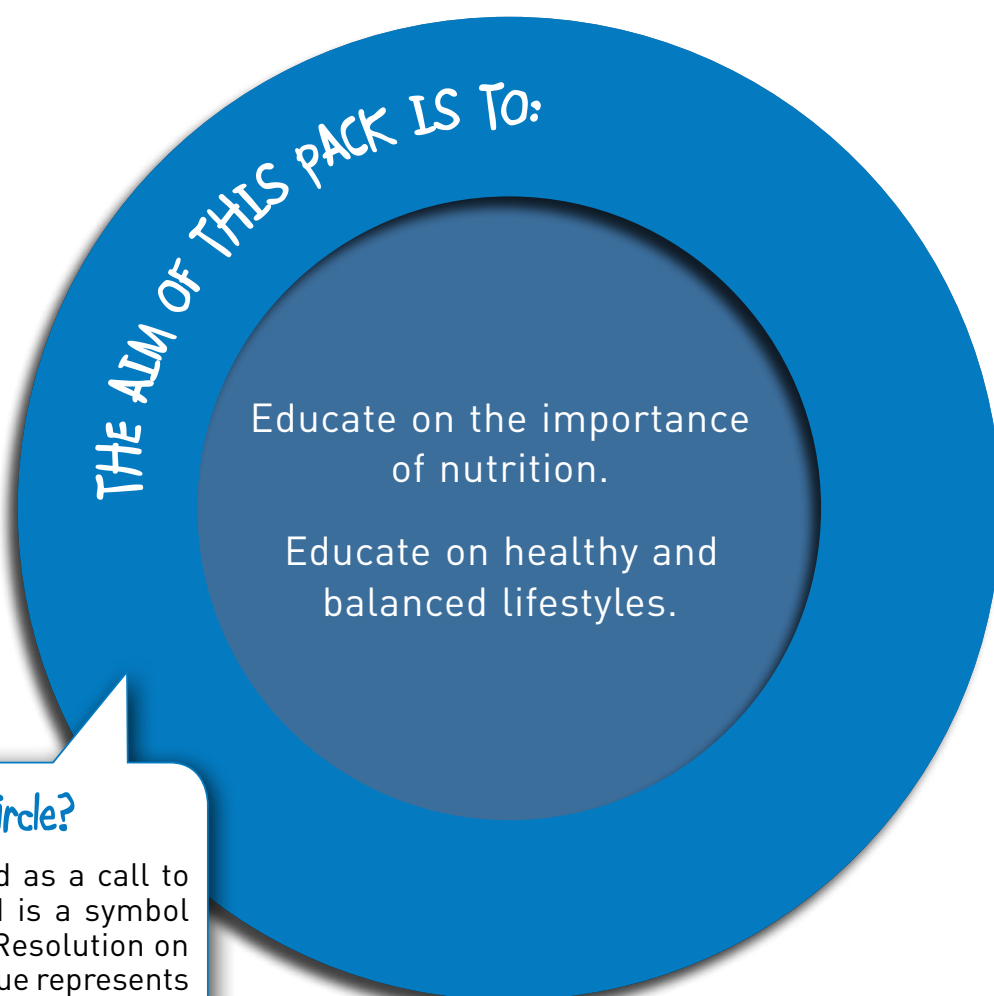 THE AIM OF THIS PACK IS TO:
Educate on the importance
of nutrition.
Educate on healthy and
balanced lifestyles.
circle?
as a call to
is a symbol
Resolution on
represents